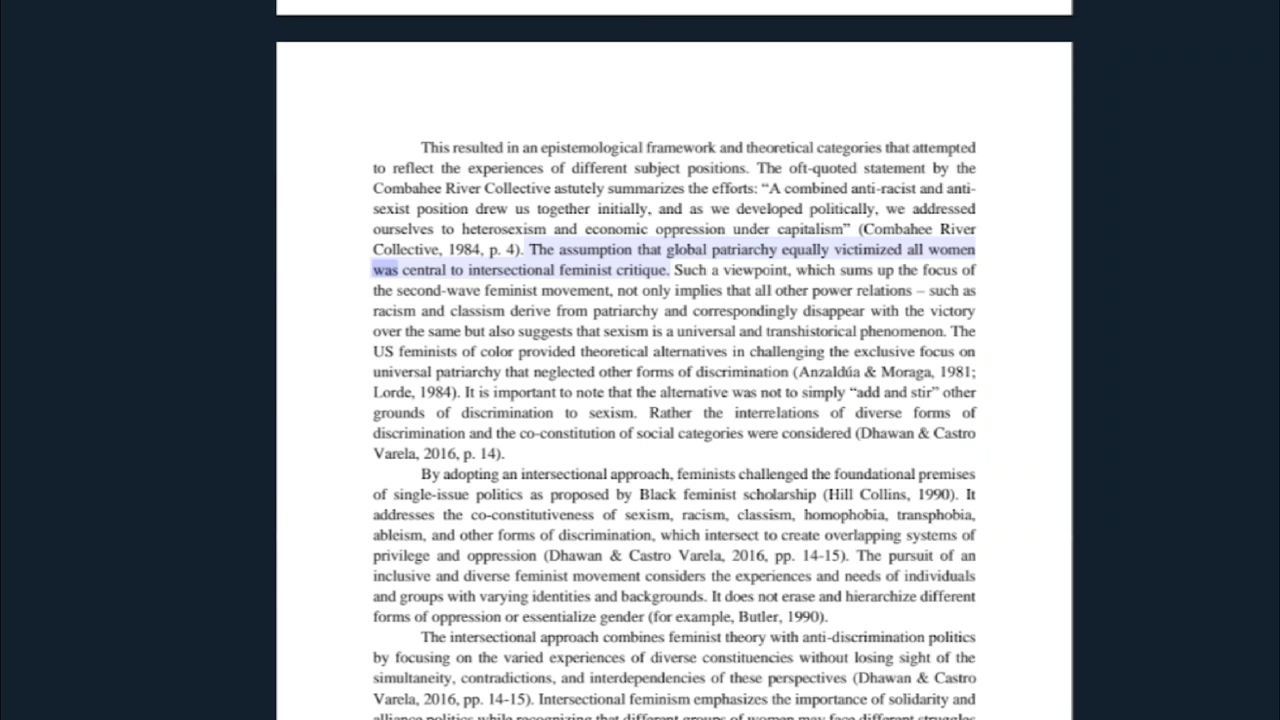 This resulted in an epistemological framework and theoretical categories that attempted
to reflect the experiences of different subject positions. The oft-quoted statement by the
Combahee River Collective astutely summarizes the efforts: “A combined anti-racist and anti-
sexist position drew us together initially, and as we developed politically, we addressed
ourselves to heterosexism and economic oppression under capitalism” (Combahee River
Collective, 1984, p. 4). The assumption that global patriarchy equally victimized all women
was central to intersectional feminist critique. Such a viewpoint, which sums up the focus of
the second-wave feminist movement, not only implies that all other power relations – such as
racism and classism derive from patriarchy and correspondingly disappear with the victory
over the same but also suggests that sexism is a universal and transhistorical phenomenon. The
US feminists of color provided theoretical alternatives in challenging the exclusive focus on
universal patriarchy that neglected other forms of discrimination (Anzaldúa & Moraga, 1981;
Lorde, 1984). It is important to note that the alternative was not to simply “add and stir” other
grounds of discrimination to sexism. Rather the interrelations of diverse forms of
discrimination and the co-constitution of social categories were considered (Dhawan & Castro
Varela, 2016, p. 14).
By adopting an intersectional approach, feminists challenged the foundational premises
of single-issue politics as proposed by Black feminist scholarship (Hill Collins, 1990). It
addresses the co-constitutiveness of sexism, racism, classism, homophobia, transphobia,
ableism, and other forms of discrimination, which intersect to create overlapping systems of
privilege and oppression (Dhawan & Castro Varela, 2016, pp. 14-15). The pursuit of an
inclusive and diverse feminist movement considers the experiences and needs of individuals
and groups with varying identities and backgrounds. It does not erase and hierarchize different
forms of oppression or essentialize gender (for example, Butler, 1990).
The intersectional approach combines feminist theory with anti-discrimination politics
by focusing on the varied experiences of diverse constituencies without losing sight of the
simultaneity, contradictions, and interdependencies of these perspectives (Dhawan & Castro
Varela, 2016, pp. 14-15). Intersectional feminism emphasizes the importance of solidarity and
alliance politics while recognizing that different groups of women may face different struggles